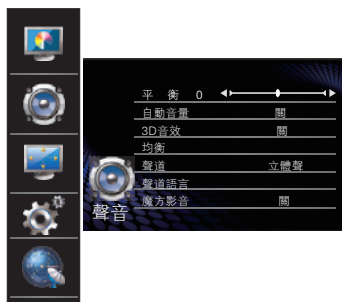 平 衡 0
自動音量 關
3D音效 關
均衡
聲道 立體聲
聲道語言
魔方影音 關
聲音